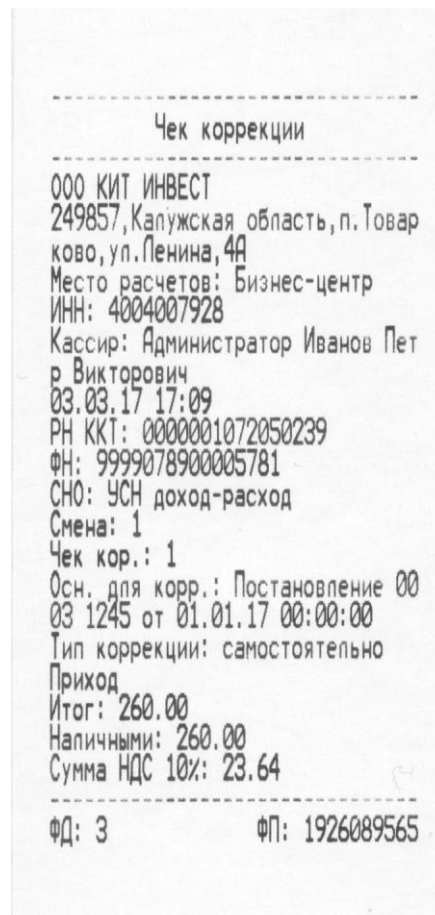 Чек коррекции
ООО КИТ ИНВЕСТ
249857,Калужская область,п.Товар
ково,ул.Ленина,4А
Место расчетов: Бизнес-центр
ИНН: 4004007928
Кассир: Администратор Иванов Пет
р Викторович
03.03.17 17:09
РН ККТ: 0000001072050239
ФН: 9999078900005781
СНО: УСН доход-расход
Смена: 1
Чек кор.: 1
Осн. для корр.: Постановление 00
03 1245 от 01.01.17 00:00:00
Тип коррекции: самостоятельно
Приход
Итог: 260.00
Наличными: 260.00
Сумма НДС 10%: 23.64
ФД: 3 ФП: 1926089565